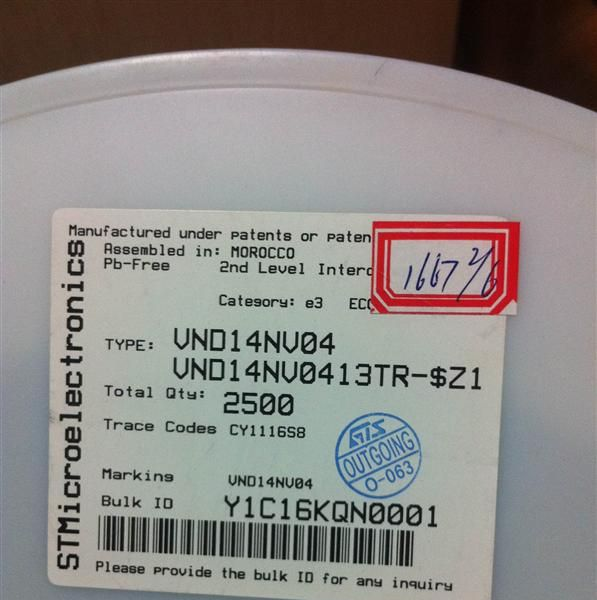 STMicroelectronics
Manufactured under patents or paten
Assembled in: MOROCCO
Pb-Free 2nd Level Interc
Category: e3 ECO
TYPE: VND14NV04
VND14NV0413TR-$Z1
Total Qty: 2500
Trace Codes CY1116S8
Marking VND14NV04
Bulk ID Y1C16KQN0001
Please provide the bulk ID for any inquiry
GTS
OUTGOING
O-063